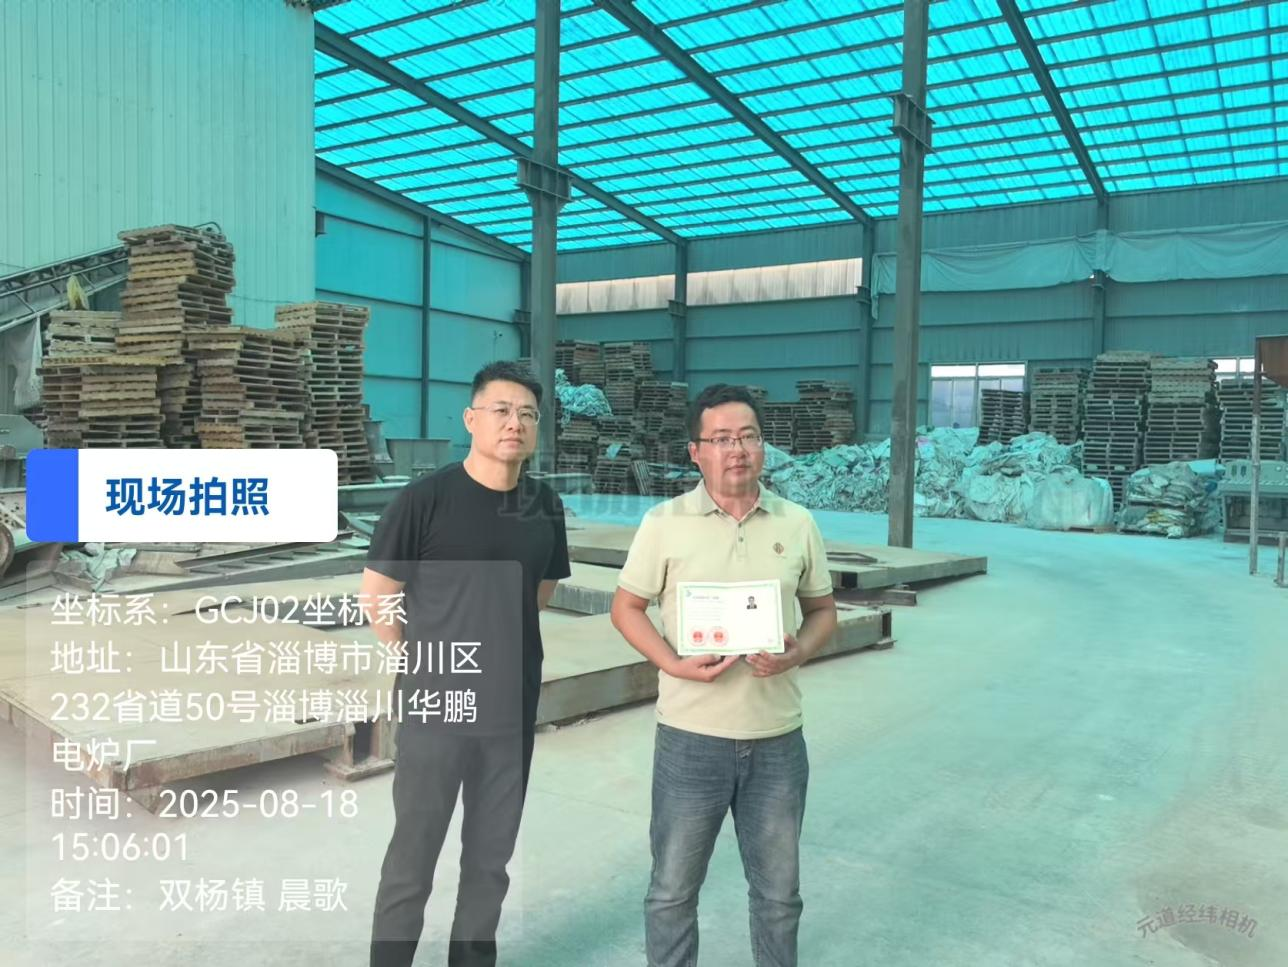 现场拍照
坐标系：GCJ02坐标系
地址：山东省淄博市淄川区
232省道50号淄博淄川华鹏
电炉厂
时间：2025-08-18
15:06:01
备注：双杨镇 晨歌
元道经纬相机